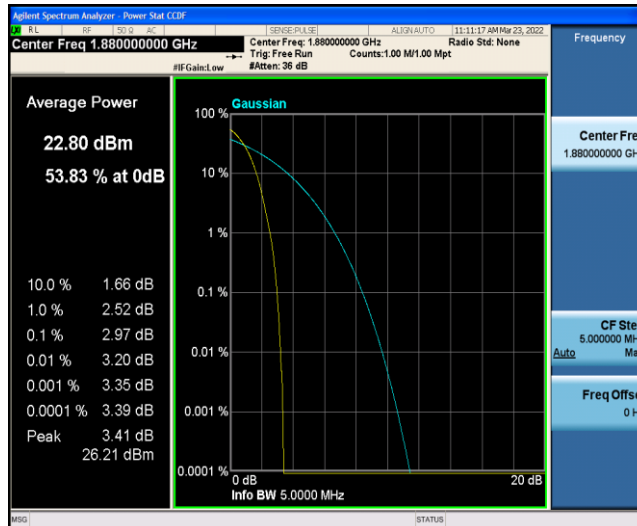 Agilent Spectrum Analyzer - Power Stat CCDF
RL RF 50 Ω AC SENSE:PULSE ALIGN AUTO 11:11:17 AM Mar 23, 2022
Center Freq 1.880000000 GHz
Center Freq: 1.880000000 GHz Radio Std: None
Trig: Free Run Counts:1.00 M/1.00 Mpt
#IFGain:Low #Atten: 36 dB
Frequency
Average Power
22.80 dBm
53.83 % at 0dB
10.0 % 1.66 dB
1.0 % 2.52 dB
0.1 % 2.97 dB
0.01 % 3.20 dB
0.001 % 3.35 dB
0.0001 % 3.39 dB
Peak 3.41 dB
26.21 dBm
Gaussian
100 %
10 %
1 %
0.1 %
0.01 %
0.001 %
0.0001 %
0 dB 20 dB
Info BW 5.0000 MHz
Center Fre
1.880000000 GH
CF Ste
5.000000 MH
Auto Ma
Freq Offs
0 H
MSG STATUS